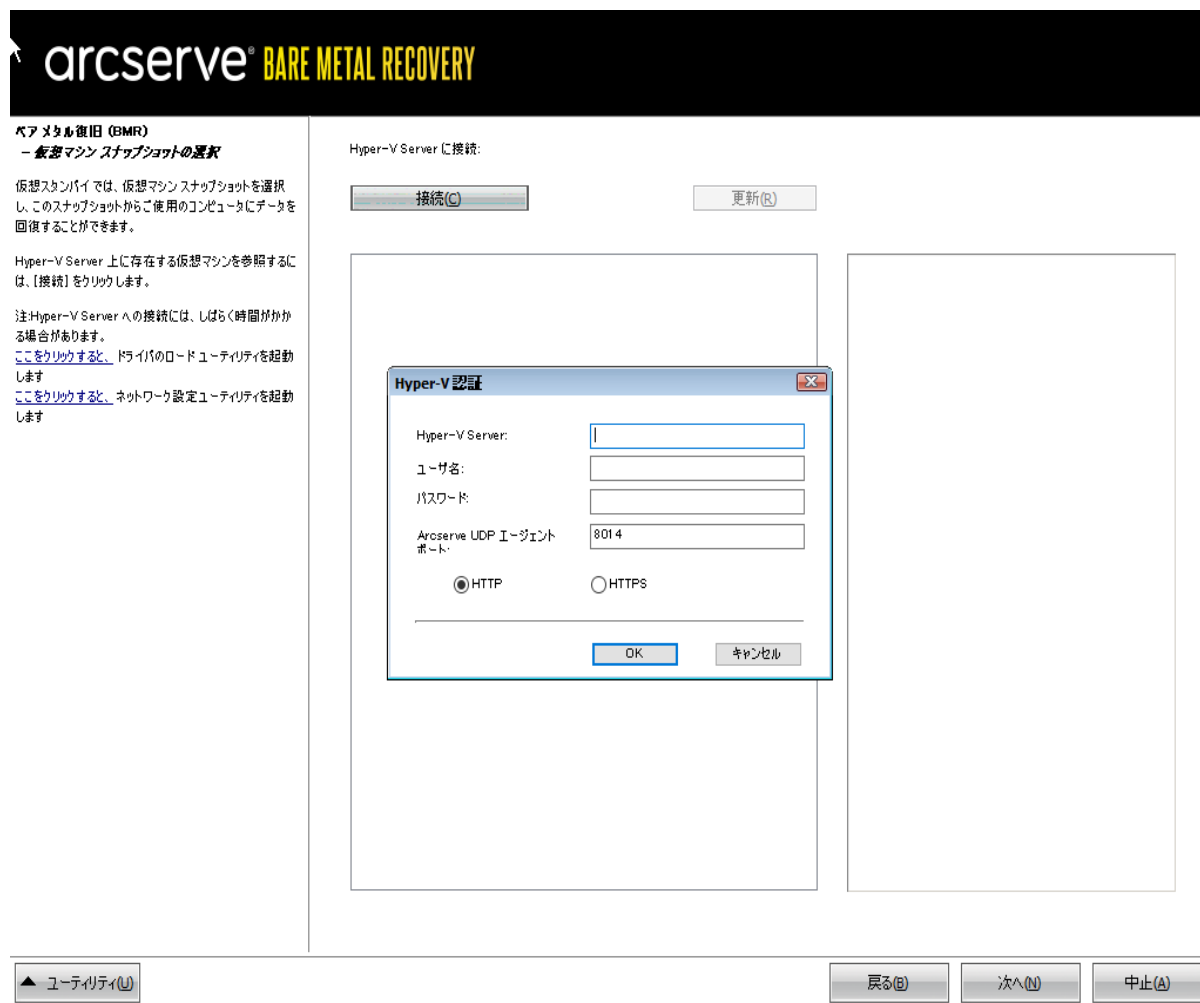 arcserve® BARE METAL RECOVERY
ベア メタル復旧 (BMR)
- 仮想マシン スナップショットの選択
仮想スタンバイ では、仮想マシン スナップショットを選択
し、このスナップショットからご使用のコンピュータにデータを
回復することができます。
Hyper-V Server 上に存在する仮想マシンを参照するに
は、[接続] をクリックします。
注:Hyper-V Server への接続には、しばらく時間がかか
る場合があります。
ここをクリックすると、ドライバのロード ユーティリティを起動
します
ここをクリックすると、ネットワーク設定ユーティリティを起動
します
Hyper-V Server に接続:
接続(C)
更新(R)
Hyper-V 認証
Hyper-V Server:
ユーザ名:
パスワード:
Arcserve UDP エージェント
ポート:
8014
HTTP
HTTPS
OK
キャンセル
ユーティリティ(U)
戻る(B)
次へ(N)
中止(A)